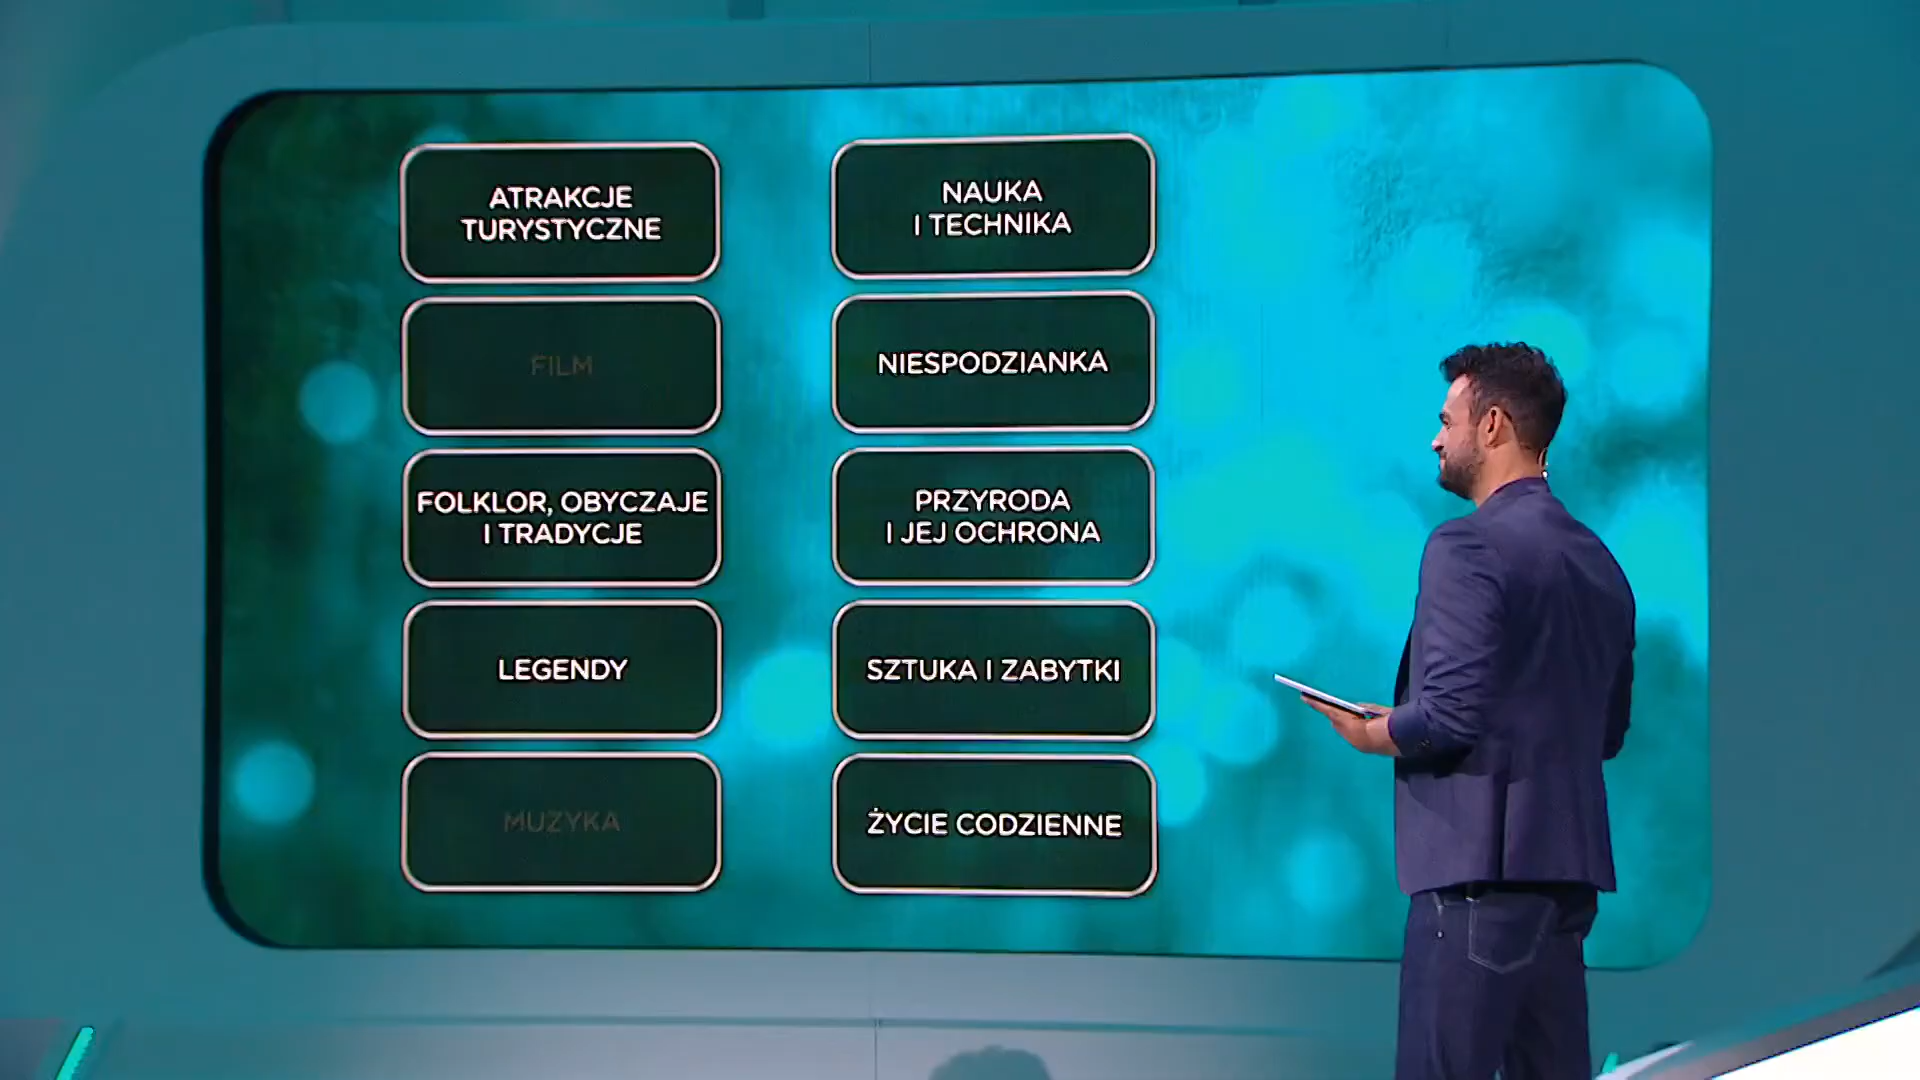 ATRAKCJE
TURYSTYCZNE
FILM
FOLKLOR, OBYCZAJE
I TRADYCJE
LEGENDY
MUZYKA
NAUKA
I TECHNIKA
NIESPODZIANKA
PRZYRODA
I JEJ OCHRONA
SZTUKA I ZABYTKI
ŻYCIE CODZIENNE